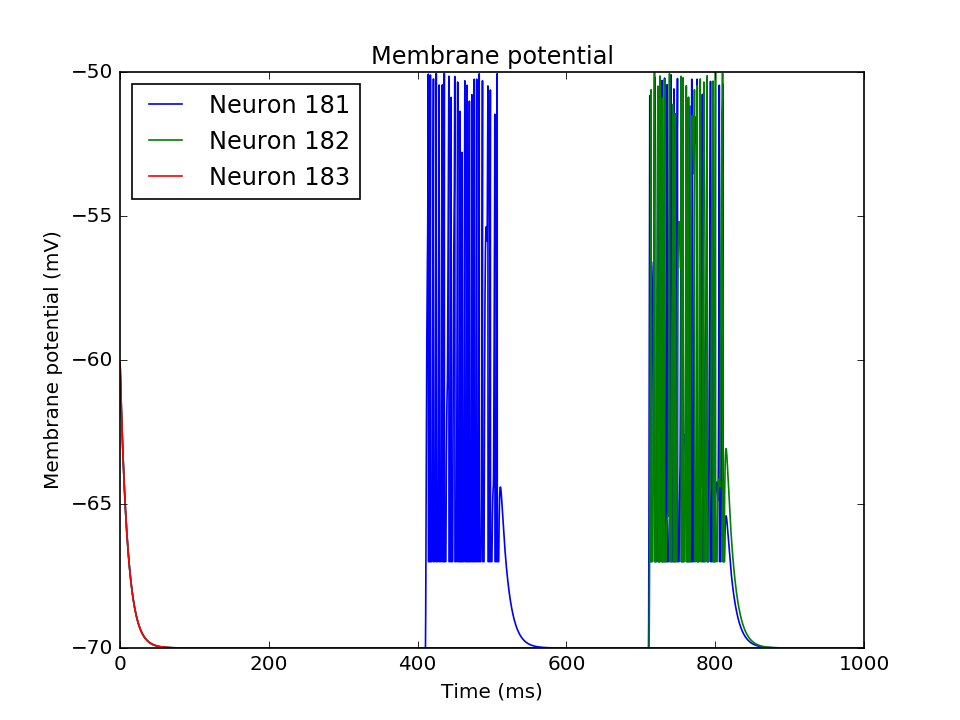 Membrane potential
−50
−55
−60
−65
−70
Membrane potential (mV)
Neuron 181
Neuron 182
Neuron 183
0 200 400 600 800 1000
Time (ms)